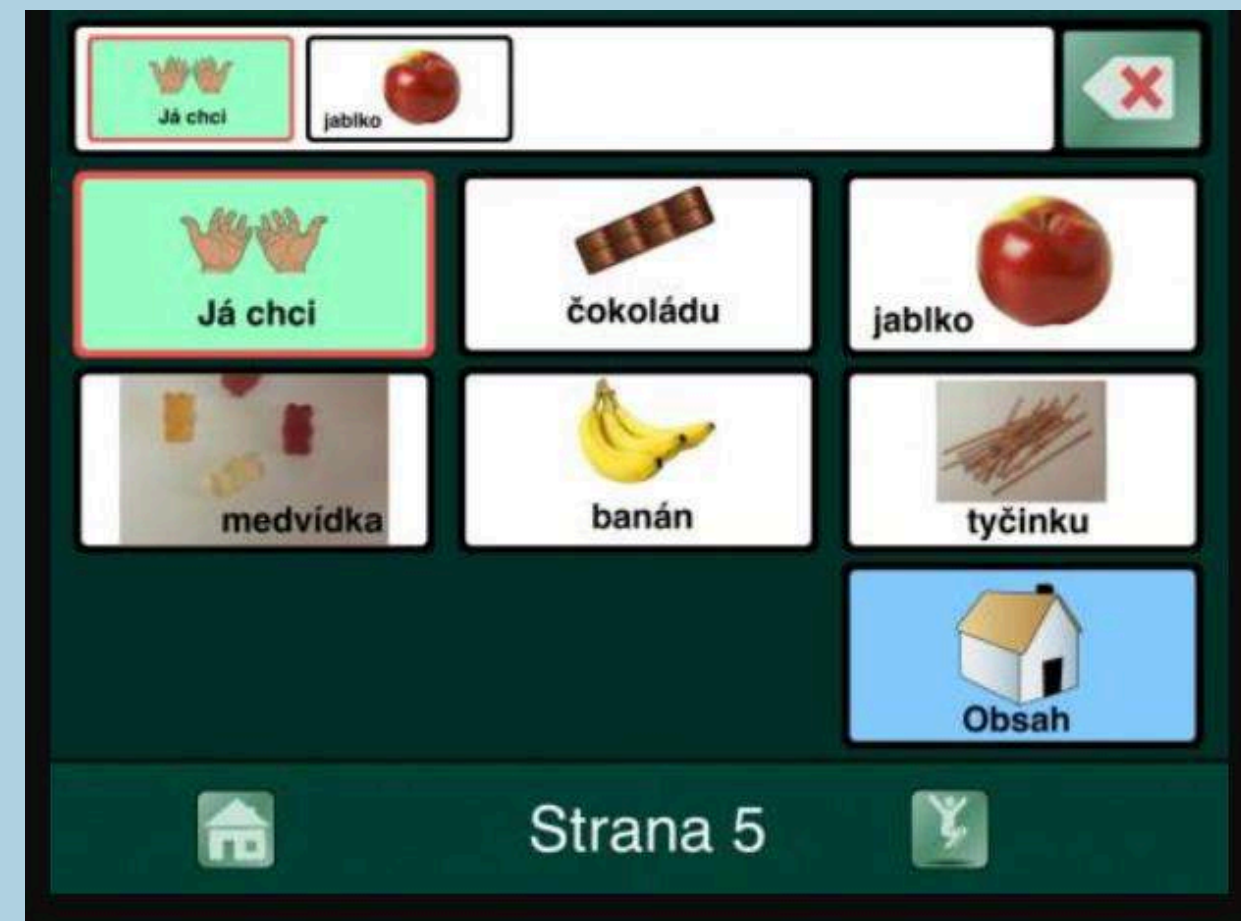 Já chci
jablko
Já chci
čokoládu
jablko
medvídka
banán
tyčinku
Obsah
Strana 5